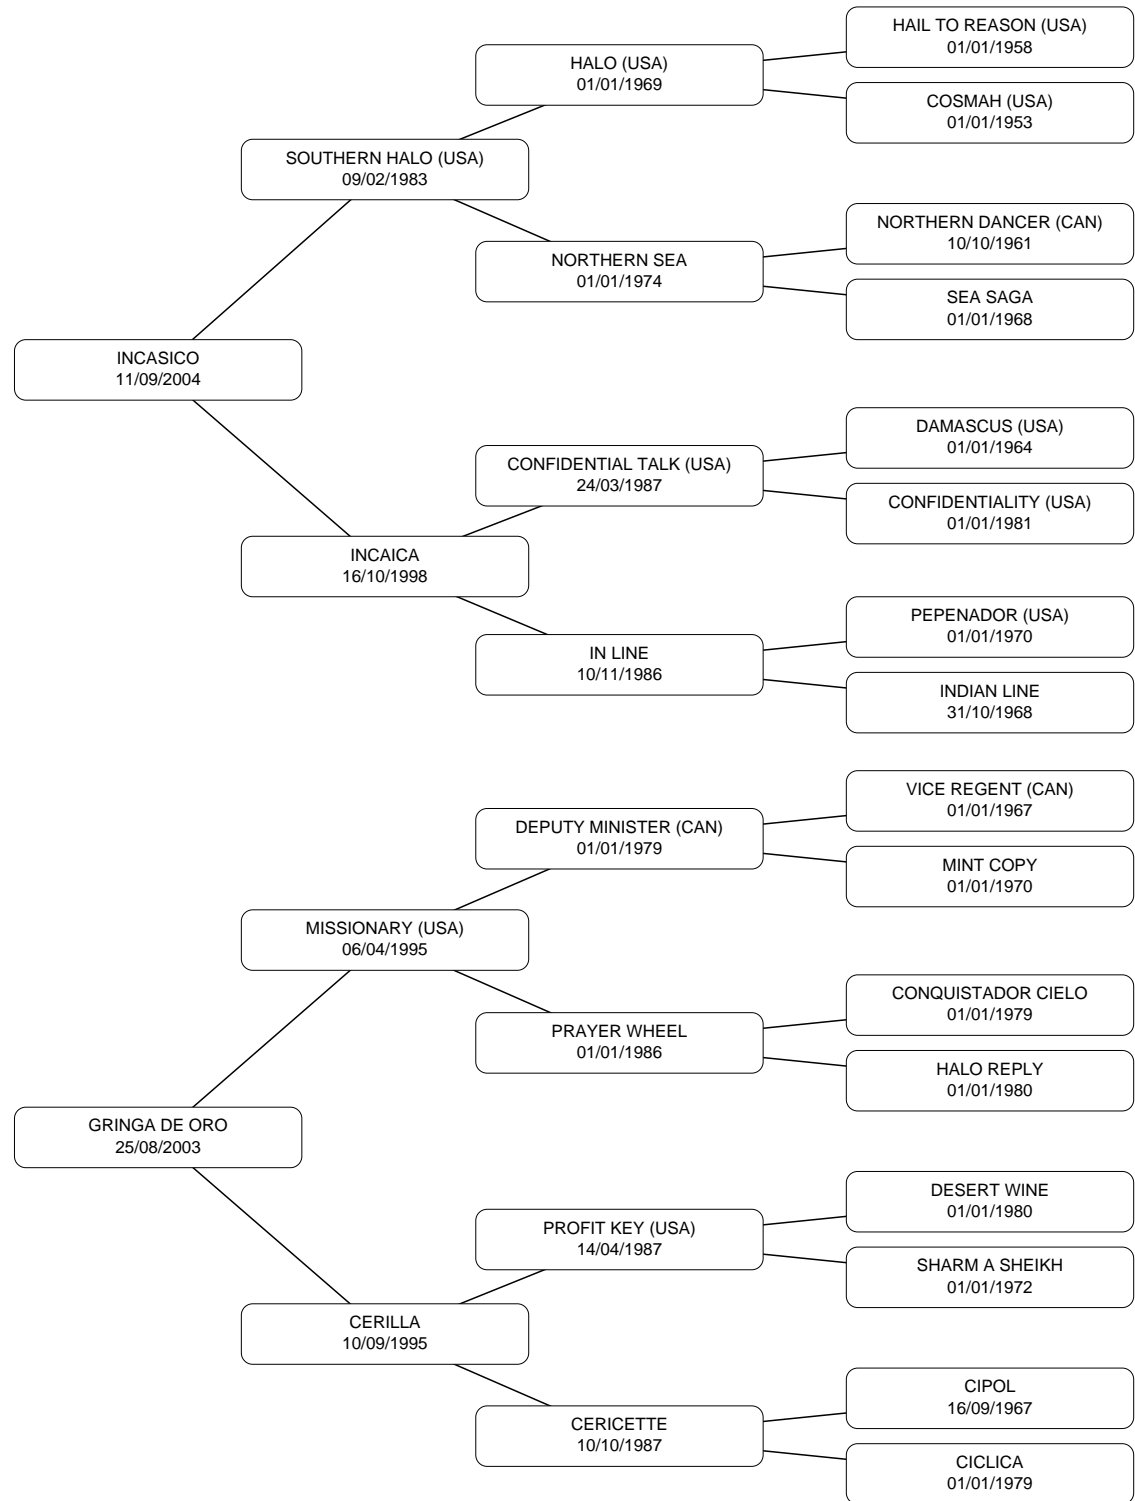 HAIL TO REASON (USA)
01/01/1958
HALO (USA)
01/01/1969
COSMAH (USA)
01/01/1953
SOUTHERN HALO (USA)
09/02/1983
NORTHERN DANCER (CAN)
10/10/1961
NORTHERN SEA
01/01/1974
SEA SAGA
01/01/1968
INCASICO
11/09/2004
DAMASCUS (USA)
01/01/1964
CONFIDENTIAL TALK (USA)
24/03/1987
CONFIDENTIALITY (USA)
01/01/1981
INCAICA
16/10/1998
PEPENADOR (USA)
01/01/1970
IN LINE
10/11/1986
INDIAN LINE
31/10/1968
VICE REGENT (CAN)
01/01/1967
DEPUTY MINISTER (CAN)
01/01/1979
MINT COPY
01/01/1970
MISSIONARY (USA)
06/04/1995
CONQUISTADOR CIELO
01/01/1979
PRAYER WHEEL
01/01/1986
HALO REPLY
01/01/1980
GRINGA DE ORO
25/08/2003
DESERT WINE
01/01/1980
PROFIT KEY (USA)
14/04/1987
SHARM A SHEIKH
01/01/1972
CERILLA
10/09/1995
CIPOL
16/09/1967
CERICETTE
10/10/1987
CICLICA
01/01/1979